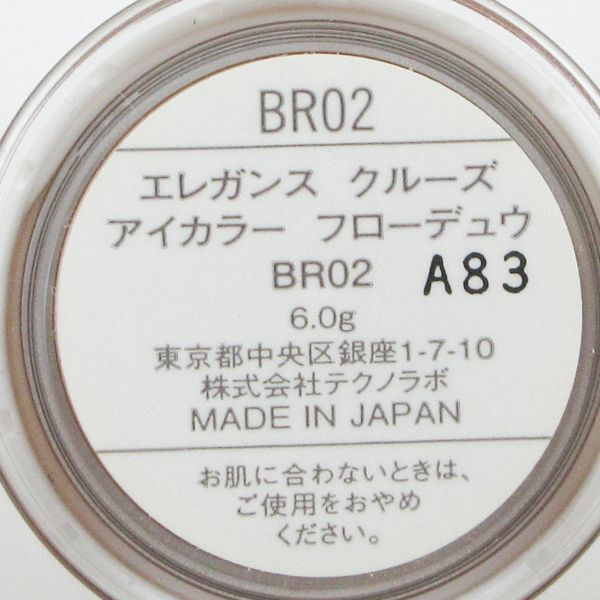 BR02
エレガンス クルーズ
アイカラー フローデュウ
BR02 A83
6.0g
東京都中央区銀座1-7-10
株式会社テクノラボ
MADE IN JAPAN
お肌に合わないときは、
ご使用をおやめ
ください。